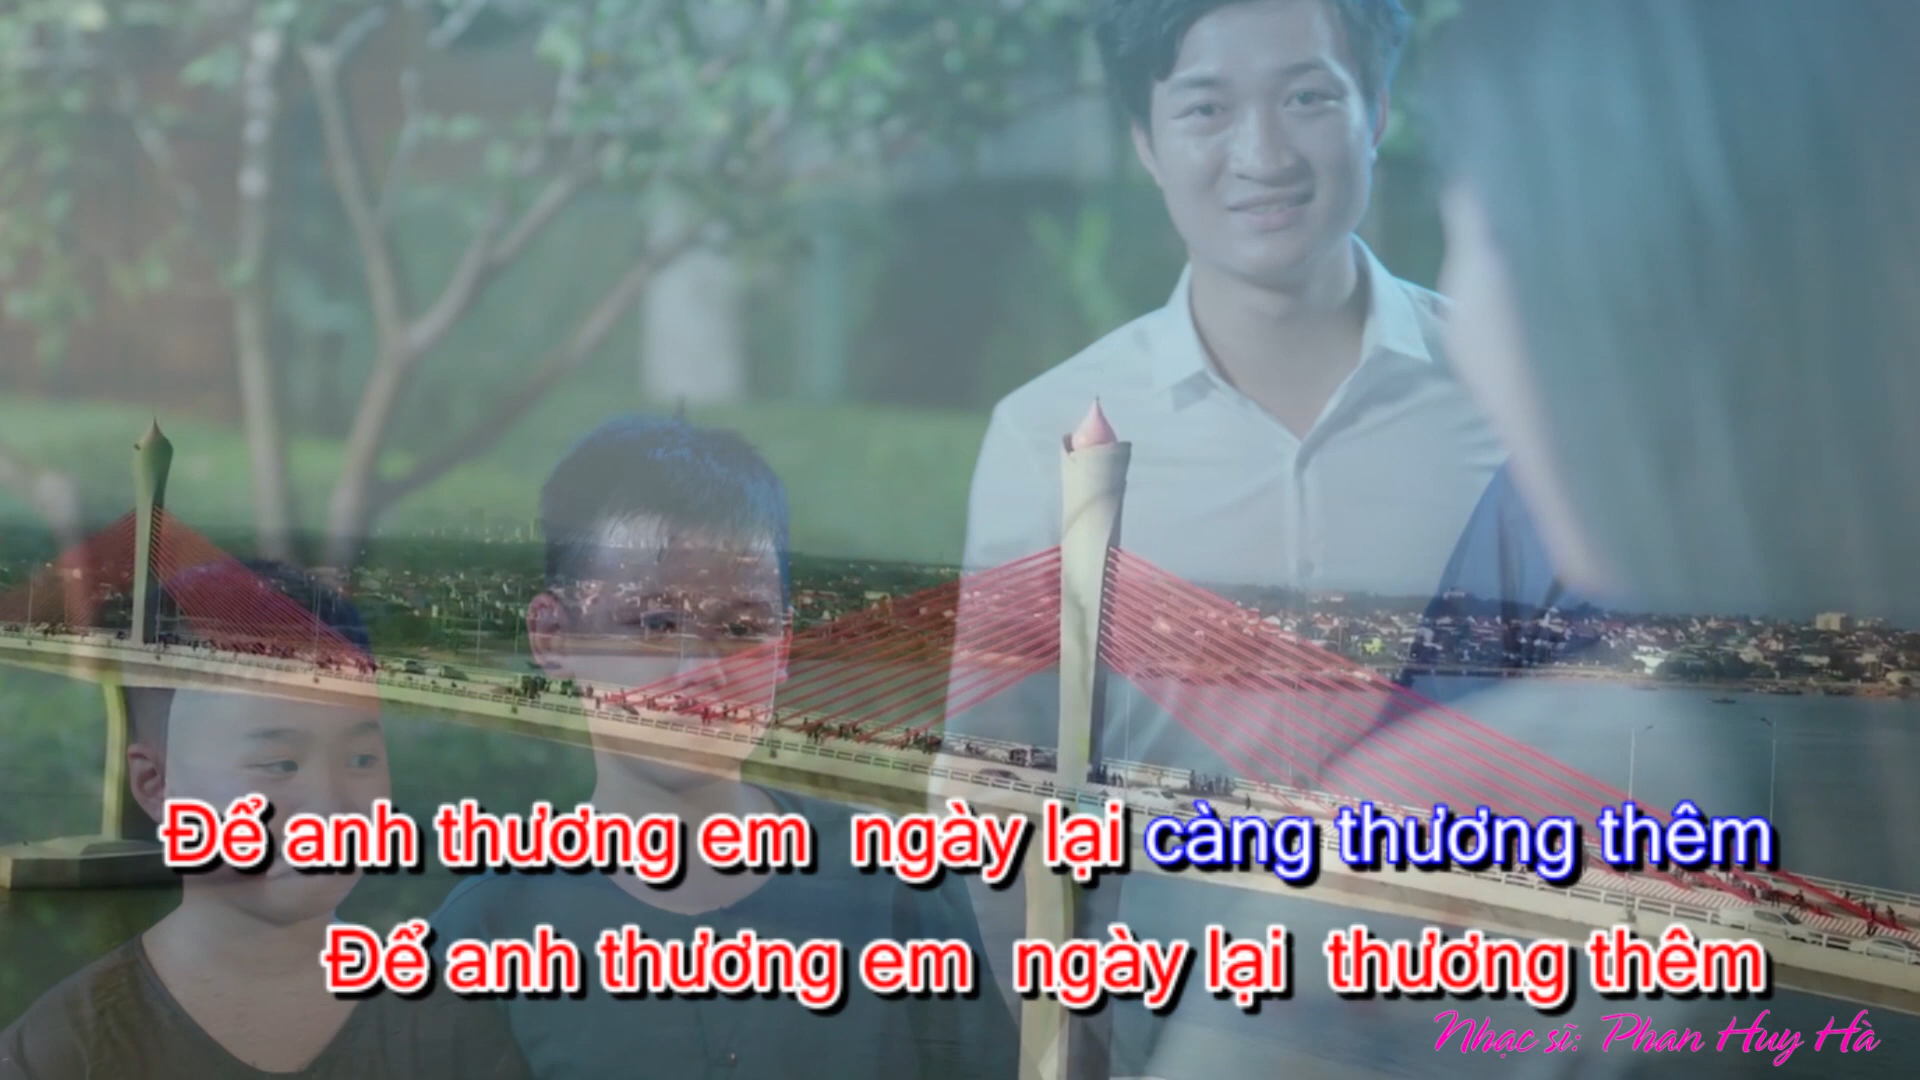 Để anh thương em ngày lại càng thương thêm
Để anh thương em ngày lại thương thêm
Nhạc sĩ: Phan Huy Hà